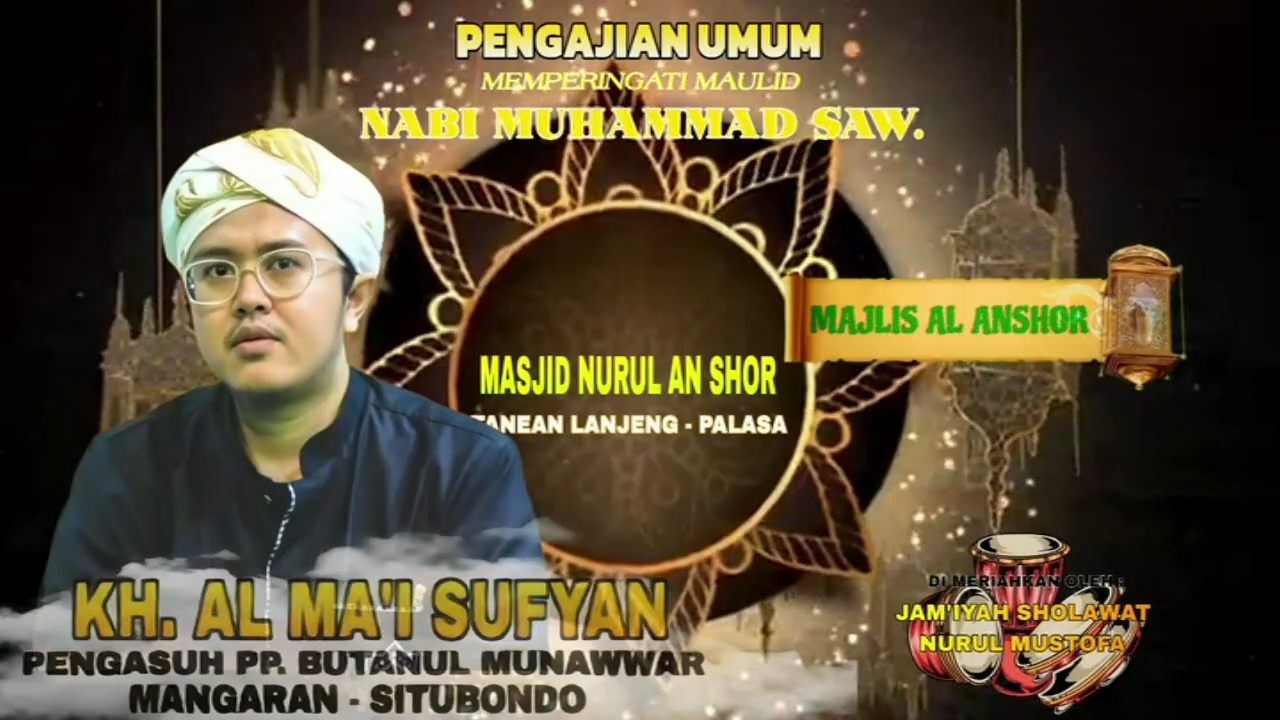 PENGAJIAN UMUM
MEMPERINGATI MAULID
NABI MUHAMMAD SAW.
MAJLIS AL ANSHOR
MASJID NURUL AN SHOR
TANEAN LANJENG - PALASA
KH. AL MA'I SUFYAN
PENGASUH PP. BUTANUL MUNAWWAR
MANGARAN - SITUBONDO
DI MERIAHKAN OLEH :
JAM'IYAH SHOLAWAT
NURUL MUSTOFA